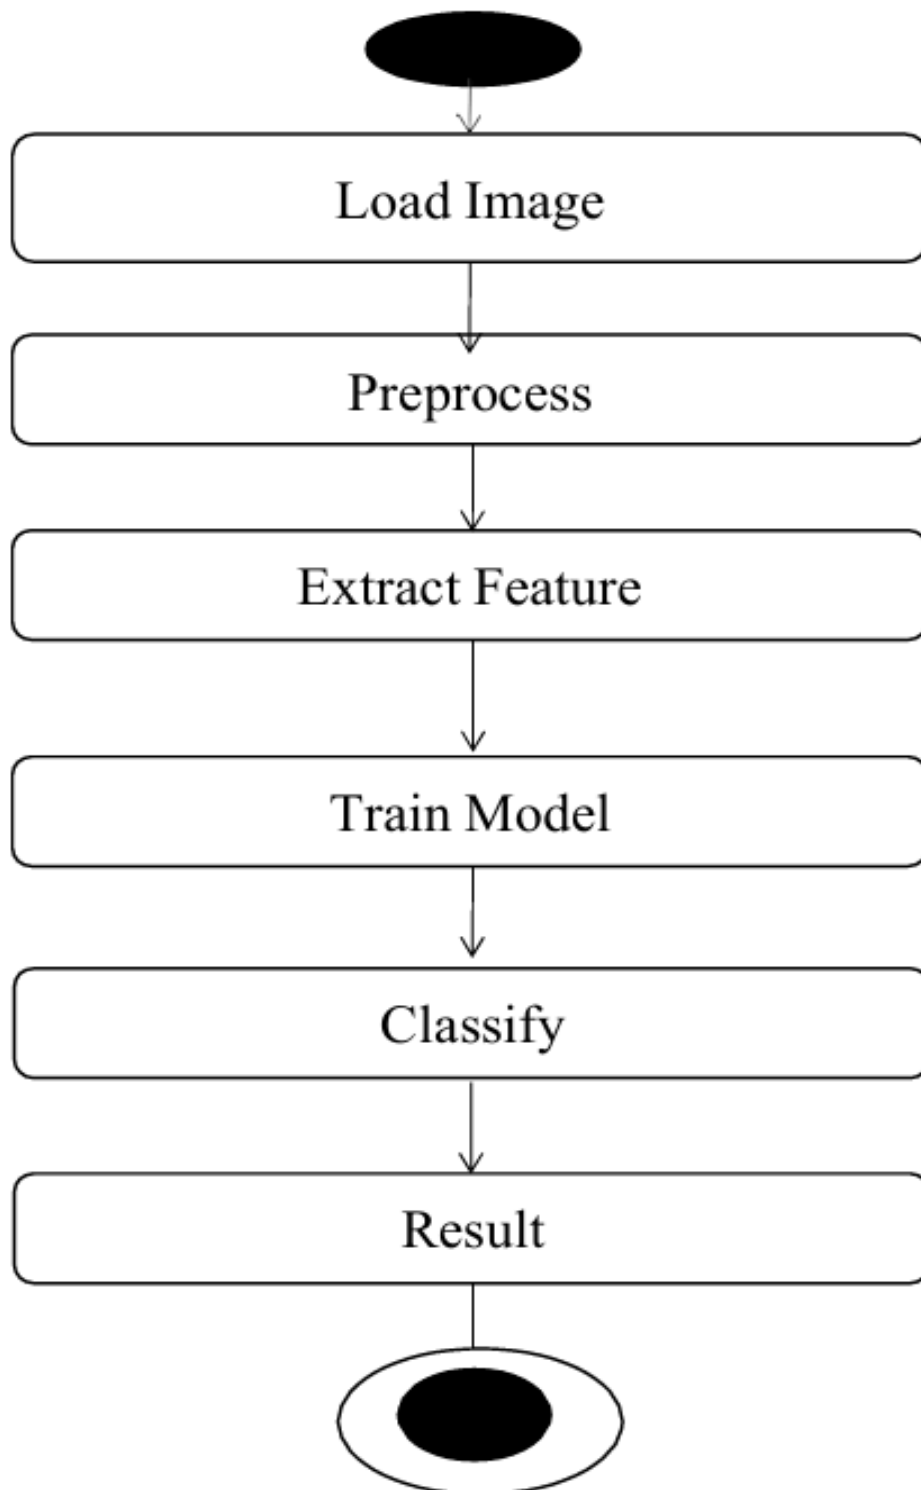 Load Image
Preprocess
Extract Feature
Train Model
Classify
Result